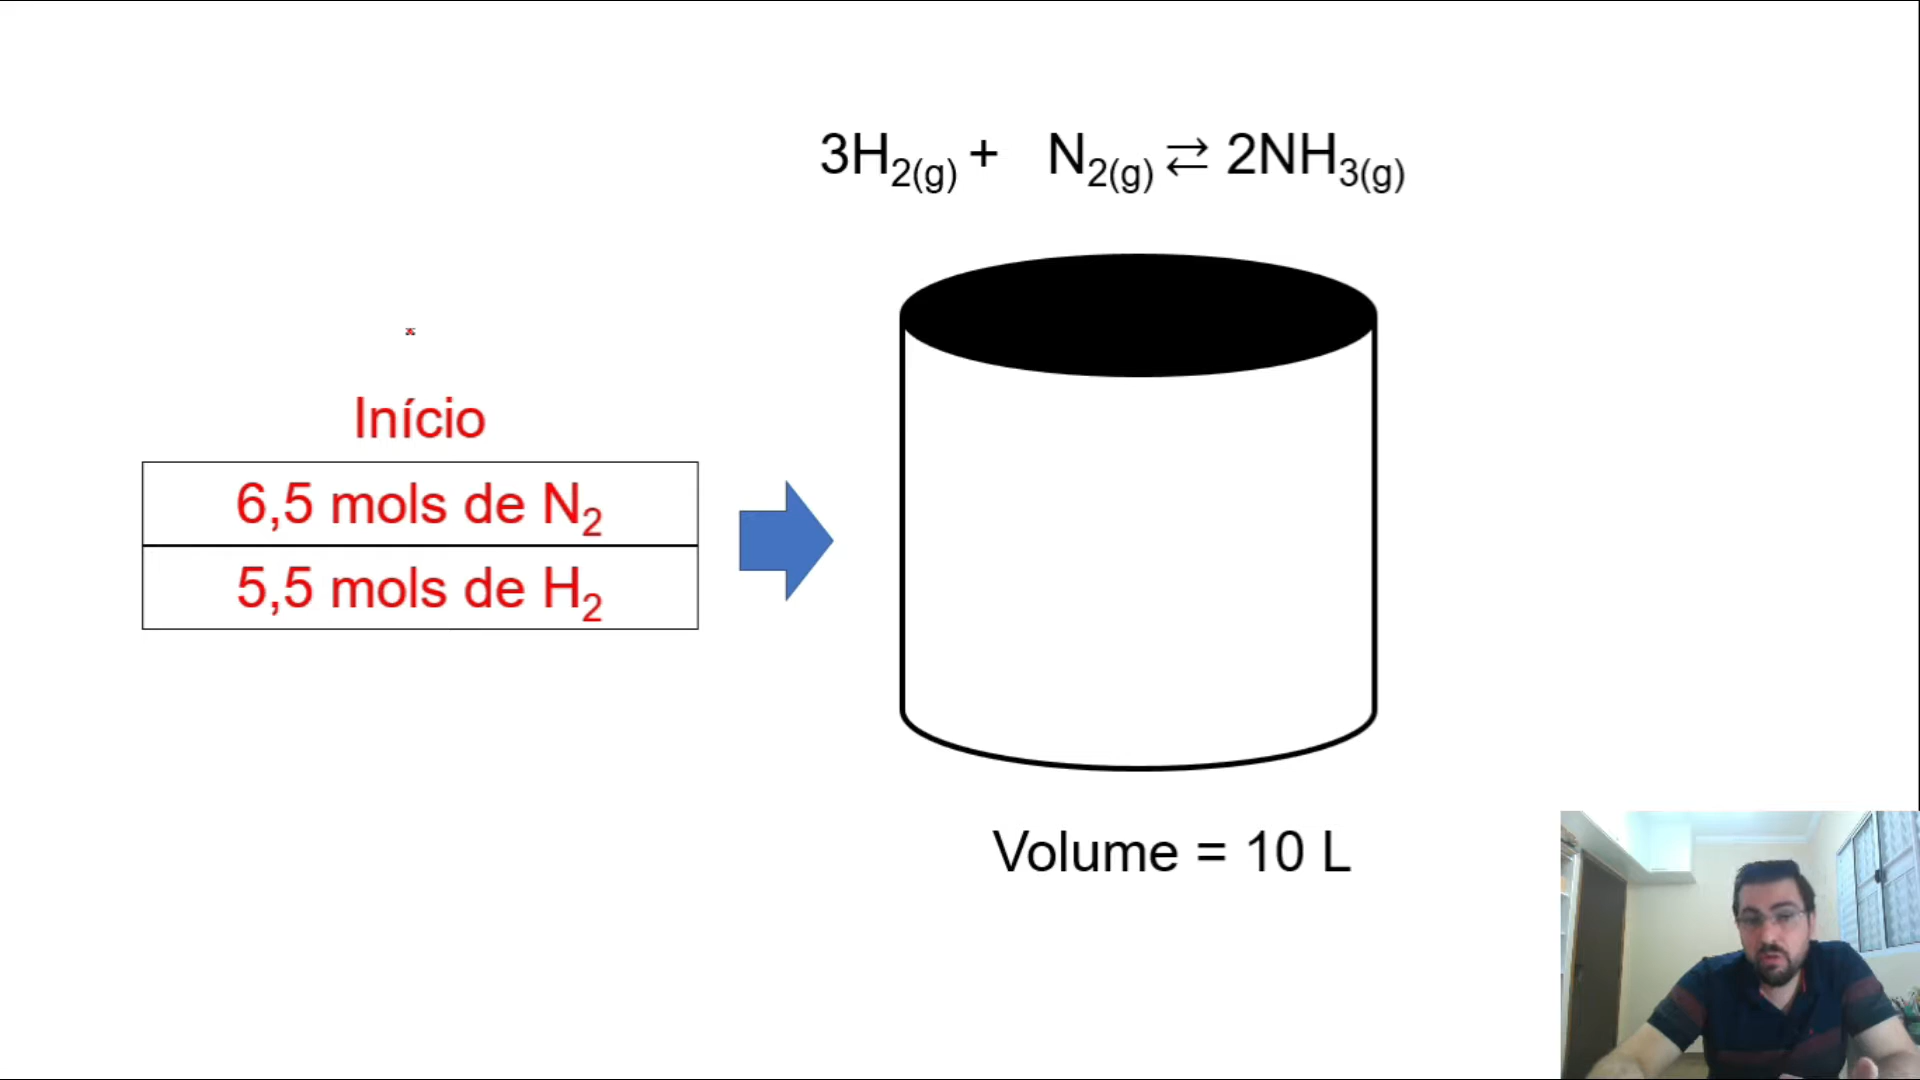 3H₂(g) + N₂(g) ⇄ 2NH₃(g)
Início
6,5 mols de N₂
5,5 mols de H₂
Volume = 10 L